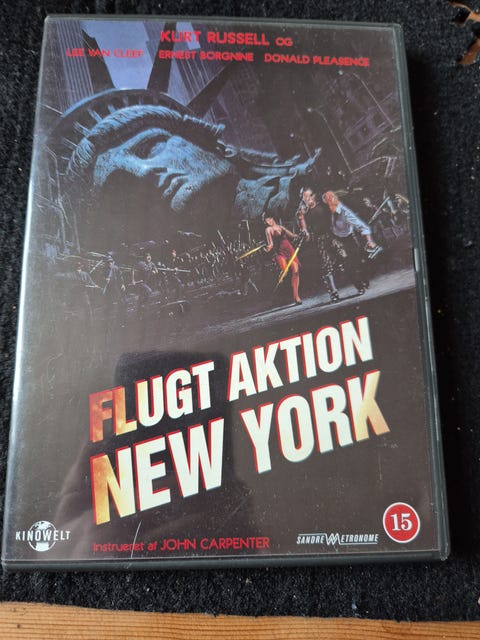 KURT RUSSELL OG
LEE VAN CLEEF ERNEST BORGNINE DONALD PLEASENCE
FLUGT AKTION
NEW YORK
KINOWELT
instrueret af JOHN CARPENTER
SANDREW METRONOME
15